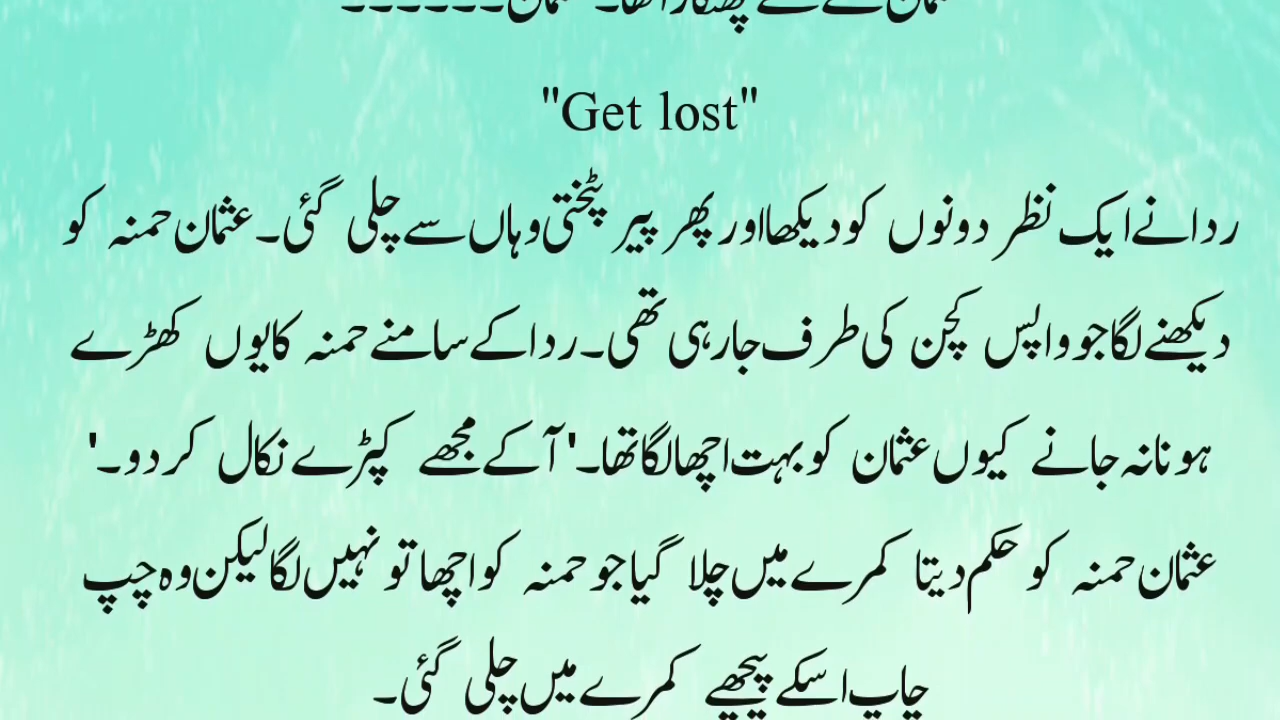 "Get lost"
ردا نے ایک نظر دونوں کو دیکھا اور پھر پیر پٹختی وہاں سے چلی گئی۔ عثمان حمنہ کو
دیکھنے لگا جو واپس کچن کی طرف جا رہی تھی۔ ردا کے سامنے حمنہ کا یوں کھڑے
ہونا نہ جانے کیوں عثمان کو بہت اچھا لگا تھا۔ 'آ کے مجھے کپڑے نکال کر دو۔'
عثمان حمنہ کو حکم دیتا کمرے میں چلا گیا جو حمنہ کو اچھا تو نہیں لگا لیکن وہ چپ
چاپ اسکے پیچھے کمرے میں چلی گئی۔